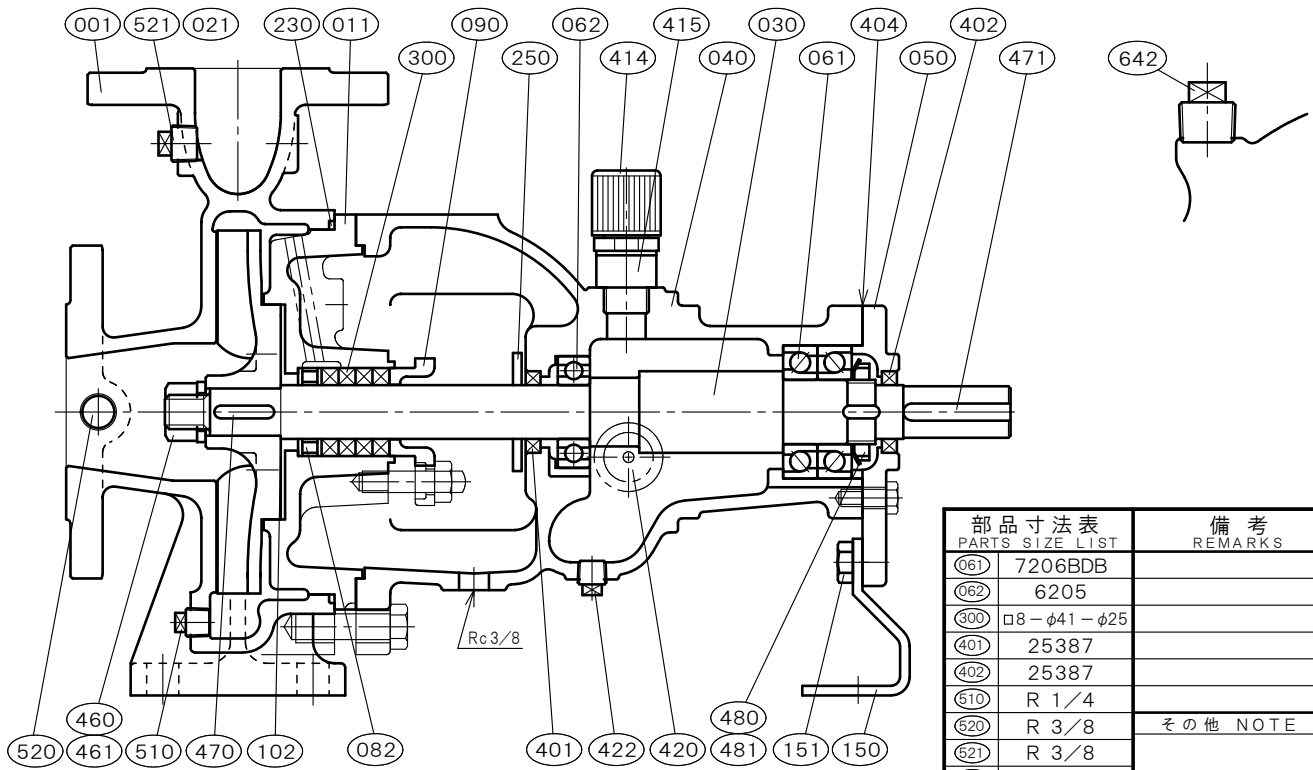 001 521 021 230 011 090 062 415 030 404 050 402 471
300 250 414 040 061 642
Rc3/8
460 480
520 461 510 470 102 082 401 422 420 481 151 150
部品寸法表 備考
PARTS SIZE LIST REMARKS
061 7206BDB
062 6205
300 □8-φ41-φ25
401 25387
402 25387
510 R 1/4
520 R 3/8 その他 NOTE
521 R 3/8